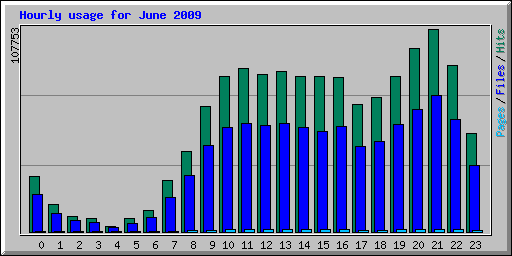 Hourly usage for June 2009
107753
Pages/Files/Hits
0 1 2 3 4 5 6 7 8 9 10 11 12 13 14 15 16 17 18 19 20 21 22 23